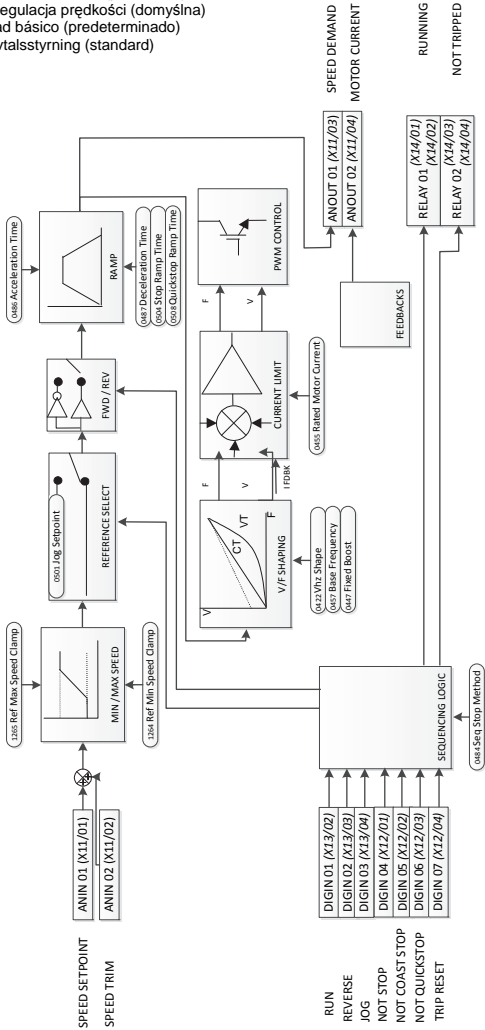 egulacja prędkości (domyślna)
ad básico (predeterminado)
ytalsstyrning (standard)
SPEED SETPOINT
SPEED TRIM
ANIN 01 (X11/01)
ANIN 02 (X11/02)
1265 Ref Max Speed Clamp
MIN / MAX SPEED
1264 Ref Min Speed Clamp
0501 Jog Setpoint
REFERENCE SELECT
FWD / REV
0486 Acceleration Time
RAMP
0487 Deceleration Time
0504 Stop Ramp Time
0508 Quickstop Ramp Time
V
CT
VT
F
V/F SHAPING
0422 Vhz Shape
0457 Base Frequency
0447 Fixed Boost
F
V
I FDBK
CURRENT LIMIT
0455 Rated Motor Current
F
V
PWM CONTROL
FEEDBACKS
ANOUT 01 (X11/03)
ANOUT 02 (X11/04)
SPEED DEMAND
MOTOR CURRENT
RUN
REVERSE
JOG
NOT STOP
NOT COAST STOP
NOT QUICKSTOP
TRIP RESET
DIGIN 01 (X13/02)
DIGIN 02 (X13/03)
DIGIN 03 (X13/04)
DIGIN 04 (X12/01)
DIGIN 05 (X12/02)
DIGIN 06 (X12/03)
DIGIN 07 (X12/04)
SEQUENCING LOGIC
0484 Seq Stop Method
RELAY 01 (X14/01)
(X14/02)
RELAY 02 (X14/03)
(X14/04)
RUNNING
NOT TRIPPED